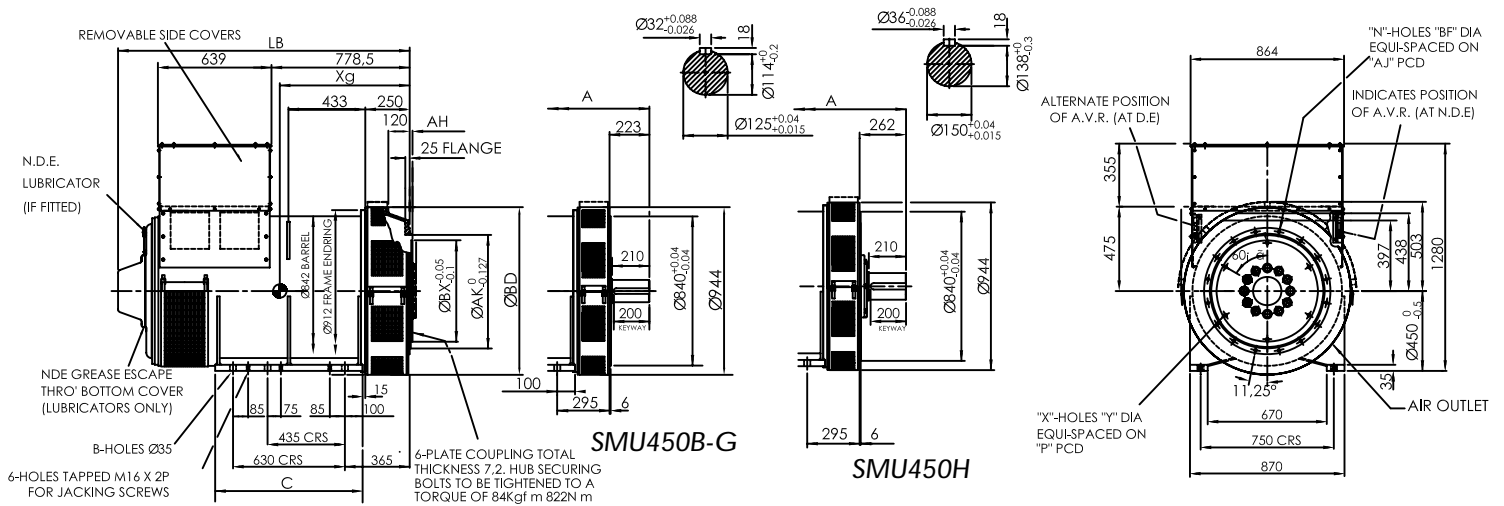 REMOVABLE SIDE COVERS
LB
639
778,5
Xg
433
250
120
AH
25 FLANGE
N.D.E.
LUBRICATOR
(IF FITTED)
Ø842 BARREL
Ø912 FRAME ENDRING
ØBX -0.05 -0.1
ØAK 0 -0.127
ØBD
NDE GREASE ESCAPE
THRO' BOTTOM COVER
(LUBRICATORS ONLY)
15
85
75
85
100
B-HOLES Ø35
435 CRS
630 CRS
365
6-HOLES TAPPED M16 X 2P
FOR JACKING SCREWS
C
6-PLATE COUPLING TOTAL
THICKNESS 7,2. HUB SECURING
BOLTS TO BE TIGHTENED TO A
TORQUE OF 84Kgf m 822N m
Ø32 +0.088 -0.026
18
Ø114 +0 -0.2
Ø125 +0.04 +0.015
A
223
210
200
KEYWAY
Ø840 +0.04 -0.04
Ø944
100
295
6
SMU450B-G
Ø36 -0.088 -0.026
18
Ø138 +0 -0.3
Ø150 +0.04 +0.015
A
262
210
200
KEYWAY
Ø840 +0.04 -0.04
Ø944
295
6
SMU450H
864
"N"-HOLES "BF" DIA
EQUI-SPACED ON
"AJ" PCD
ALTERNATE POSITION
OF A.V.R. (AT D.E)
INDICATES POSITION
OF A.V.R. (AT N.D.E)
355
475
397
438
503
1280
Ø450 0 -0.5
35
11,25°
"X"-HOLES "Y" DIA
EQUI-SPACED ON
"P" PCD
AIR OUTLET
670
750 CRS
870